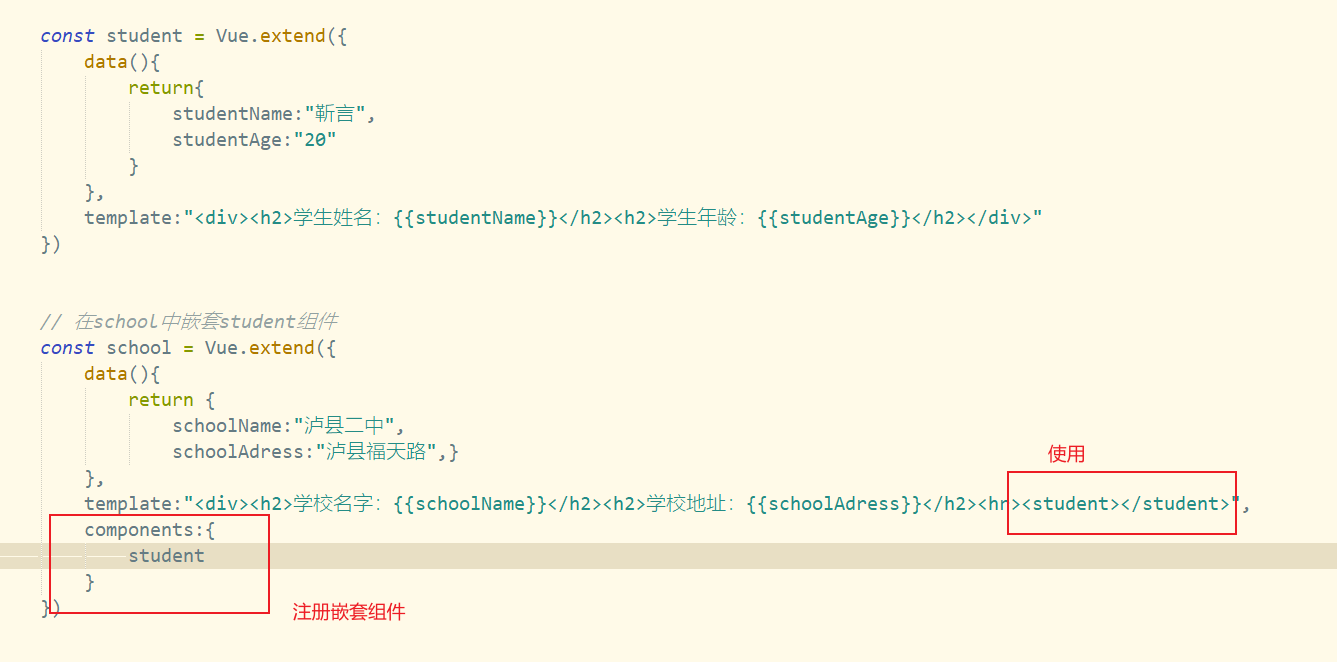 const student = Vue.extend({
data(){
return{
studentName:"靳言",
studentAge:"20"
}
},
template:"<div><h2>学生姓名：{{studentName}}</h2><h2>学生年龄：{{studentAge}}</h2></div>"
})
// 在school中嵌套student组件
const school = Vue.extend({
data(){
return {
schoolName:"泸县二中",
schoolAdress:"泸县福天路",}
},
使用
template:"<div><h2>学校名字：{{schoolName}}</h2><h2>学校地址：{{schoolAdress}}</h2><hr><student></student>",
components:{
student
}
})
注册嵌套组件